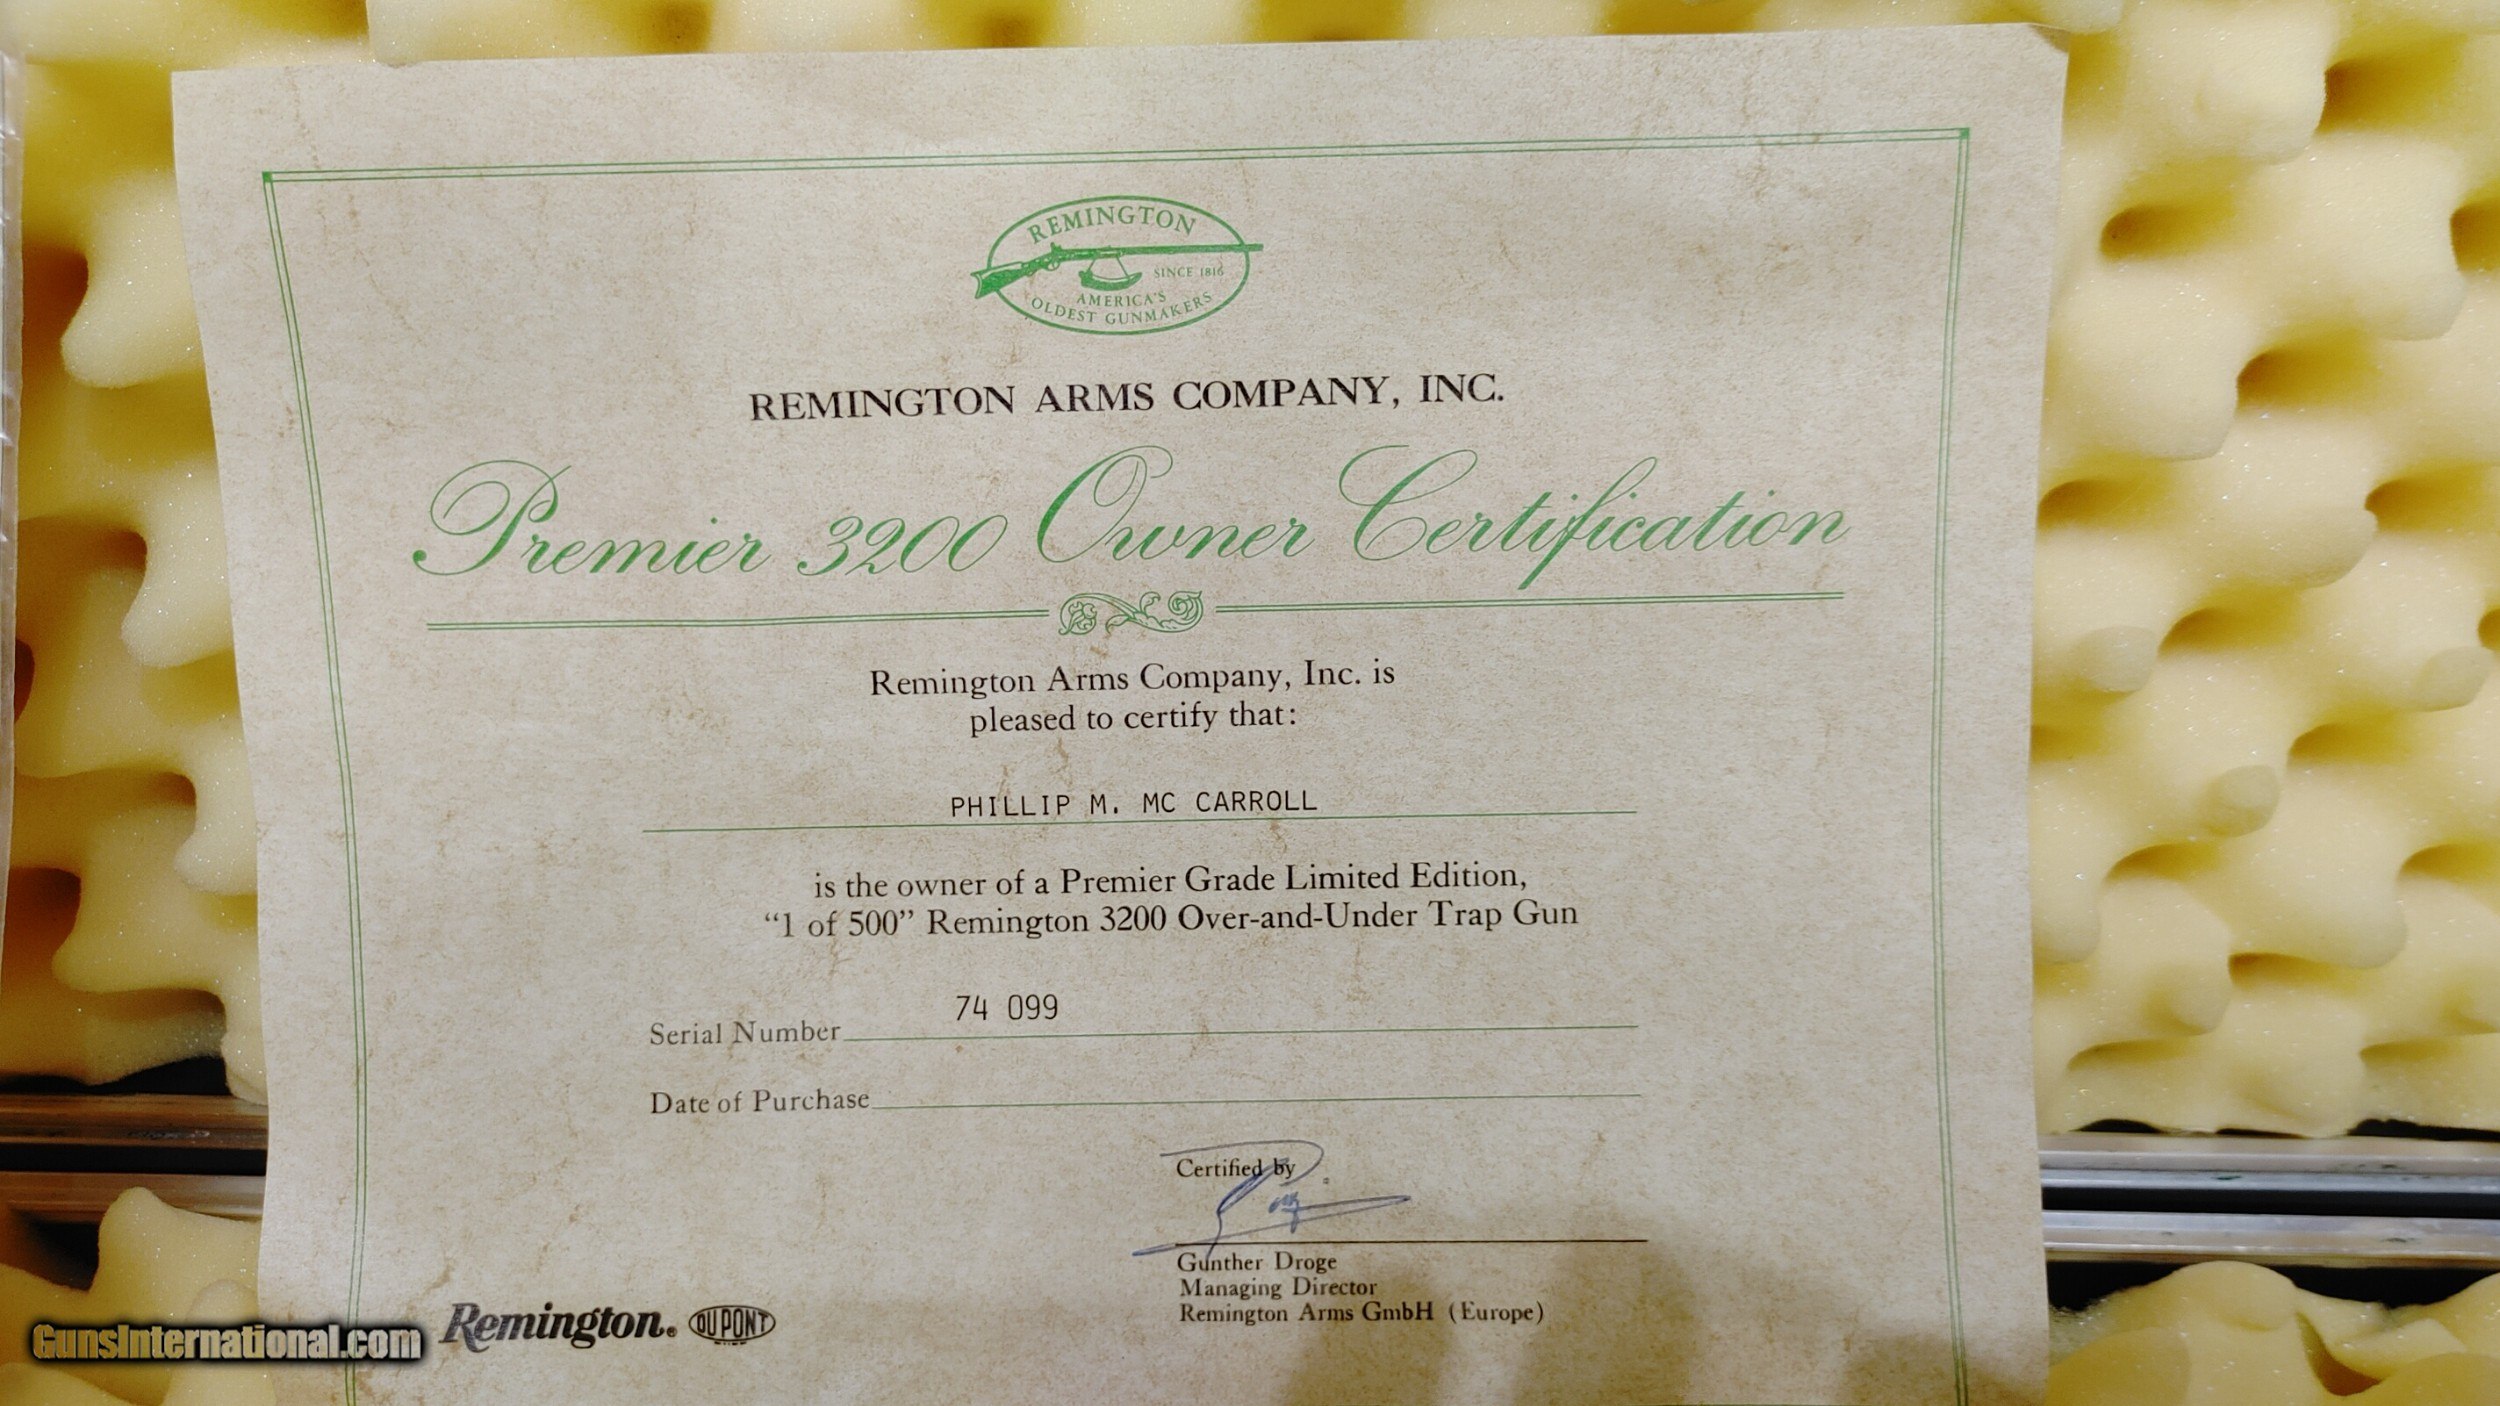 REMINGTON
SINCE 1816
AMERICA'S
OLDEST GUNMAKERS
REMINGTON ARMS COMPANY, INC.
Premier 3200 Owner Certification
Remington Arms Company, Inc. is
pleased to certify that:
PHILLIP M. MC CARROLL
is the owner of a Premier Grade Limited Edition,
“1 of 500” Remington 3200 Over-and-Under Trap Gun
74 099
Serial Number
Date of Purchase
Certified by
Gunther Droge
Managing Director
Remington Arms GmbH (Europe)
Remington® DU PONT
GunsInternational.com